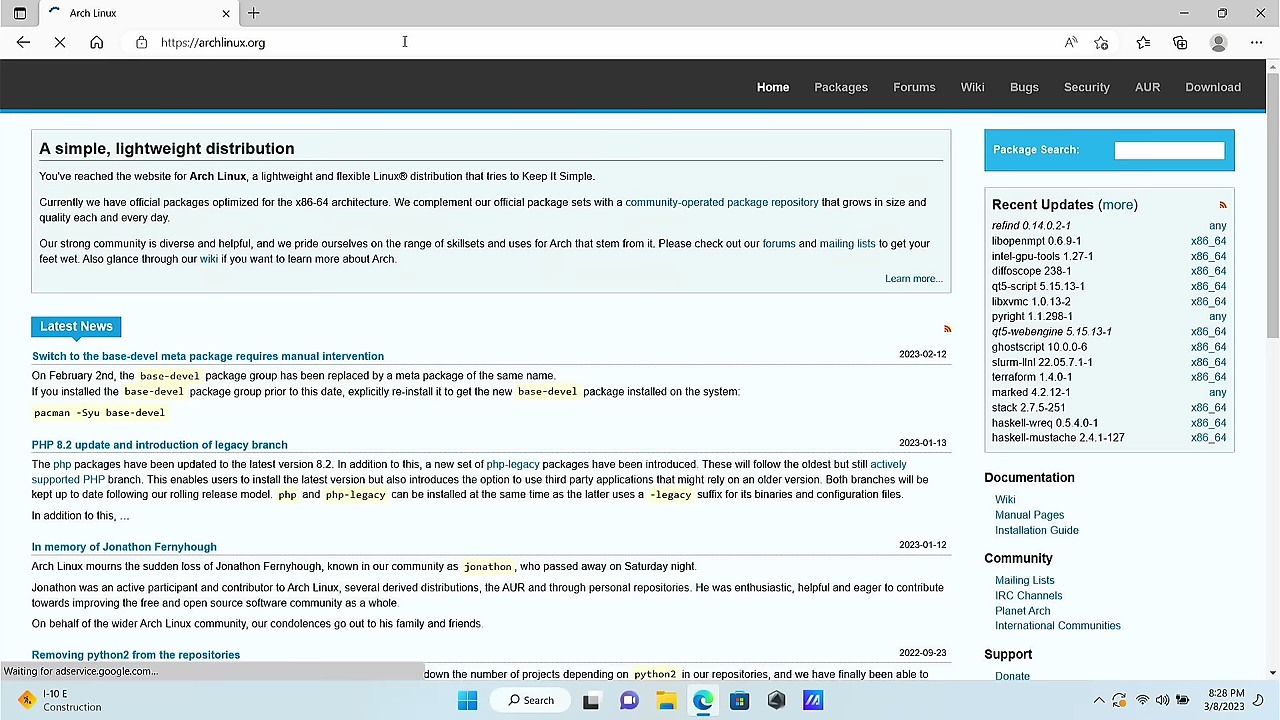 Arch Linux
https://archlinux.org
Home Packages Forums Wiki Bugs Security AUR Download
A simple, lightweight distribution
You've reached the website for Arch Linux, a lightweight and flexible Linux® distribution that tries to Keep It Simple.
Currently we have official packages optimized for the x86-64 architecture. We complement our official package sets with a community-operated package repository that grows in size and
quality each and every day.
Our strong community is diverse and helpful, and we pride ourselves on the range of skillsets and uses for Arch that stem from it. Please check out our forums and mailing lists to get your
feet wet. Also glance through our wiki if you want to learn more about Arch.
Learn more...
Latest News
Switch to the base-devel meta package requires manual intervention 2023-02-12
On February 2nd, the base-devel package group has been replaced by a meta package of the same name.
If you installed the base-devel package group prior to this date, explicitly re-install it to get the new base-devel package installed on the system:
pacman -Syu base-devel
PHP 8.2 update and introduction of legacy branch 2023-01-13
The php packages have been updated to the latest version 8.2. In addition to this, a new set of php-legacy packages have been introduced. These will follow the oldest but still actively
supported PHP branch. This enables users to install the latest version but also introduces the option to use third party applications that might rely on an older version. Both branches will be
kept up to date following our rolling release model. php and php-legacy can be installed at the same time as the latter uses a -legacy suffix for its binaries and configuration files.
In addition to this, ...
In memory of Jonathon Fernyhough 2023-01-12
Arch Linux mourns the sudden loss of Jonathon Fernyhough, known in our community as jonathon, who passed away on Saturday night.
Jonathon was an active participant and contributor to Arch Linux, several derived distributions, the AUR and through personal repositories. He was enthusiastic, helpful and eager to contribute
towards improving the free and open source software community as a whole.
On behalf of the wider Arch Linux community, our condolences go out to his family and friends.
Removing python2 from the repositories 2022-09-23
down the number of projects depending on python2 in our repositories, and we have finally been able to
Package Search:
Recent Updates (more)
refind 0.14.0.2-1 any
libopenmpt 0.6.9-1 x86_64
intel-gpu-tools 1.27-1 x86_64
diffoscope 238-1 x86_64
qt5-script 5.15.13-1 x86_64
libxvmc 1.0.13-2 x86_64
pyright 1.1.298-1 any
qt5-webengine 5.15.13-1 x86_64
ghostscript 10.0.0-6 x86_64
slurm-llnl 22.05.7.1-1 x86_64
terraform 1.4.0-1 x86_64
marked 4.2.12-1 any
stack 2.7.5-251 x86_64
haskell-wreq 0.5.4.0-1 x86_64
haskell-mustache 2.4.1-127 x86_64
Documentation
Wiki
Manual Pages
Installation Guide
Community
Mailing Lists
IRC Channels
Planet Arch
International Communities
Support
Donate
Waiting for adservice.google.com...
I-10 E
Construction
Search
8:28 PM
3/8/2023